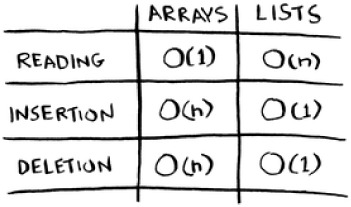 ARRAYS LISTS
READING O(1) O(n)
INSERTION O(n) O(1)
DELETION O(n) O(1)